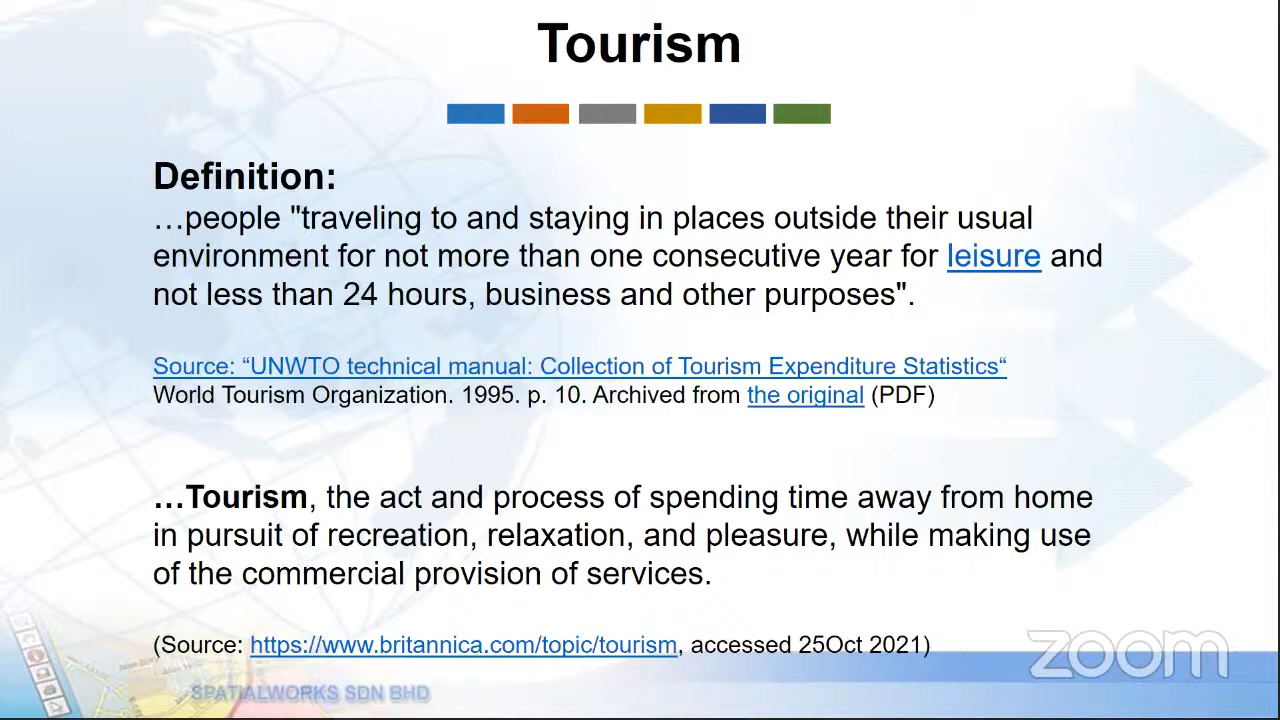 Tourism
Definition:
…people "traveling to and staying in places outside their usual
environment for not more than one consecutive year for leisure and
not less than 24 hours, business and other purposes".
Source: “UNWTO technical manual: Collection of Tourism Expenditure Statistics“
World Tourism Organization. 1995. p. 10. Archived from the original (PDF)
…Tourism, the act and process of spending time away from home
in pursuit of recreation, relaxation, and pleasure, while making use
of the commercial provision of services.
(Source: https://www.britannica.com/topic/tourism, accessed 25Oct 2021)
zoom
SPATIALWORKS SDN BHD